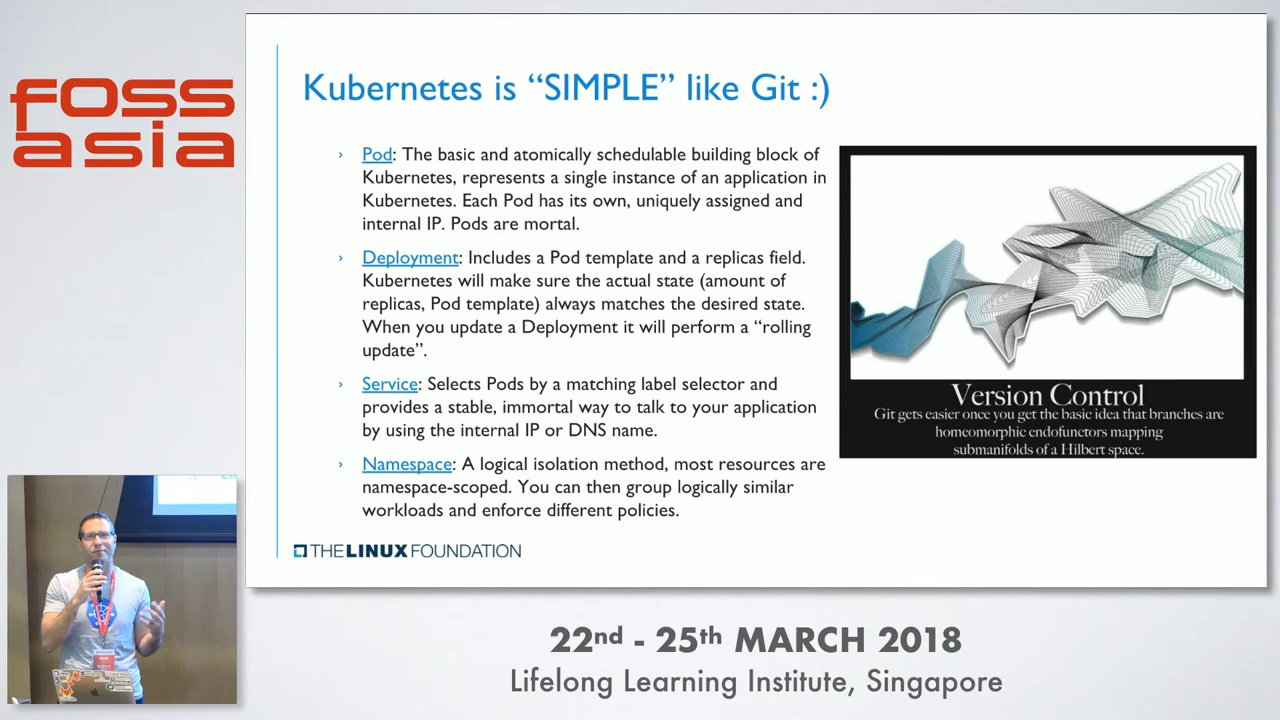 foss
asia
Kubernetes is “SIMPLE” like Git :)
› Pod: The basic and atomically schedulable building block of
Kubernetes, represents a single instance of an application in
Kubernetes. Each Pod has its own, uniquely assigned and
internal IP. Pods are mortal.
› Deployment: Includes a Pod template and a replicas field.
Kubernetes will make sure the actual state (amount of
replicas, Pod template) always matches the desired state.
When you update a Deployment it will perform a “rolling
update”.
› Service: Selects Pods by a matching label selector and
provides a stable, immortal way to talk to your application
by using the internal IP or DNS name.
› Namespace: A logical isolation method, most resources are
namespace-scoped. You can then group logically similar
workloads and enforce different policies.
Version Control
Git gets easier once you get the basic idea that branches are
homeomorphic endofunctors mapping
submanifolds of a Hilbert space.
THE LINUX FOUNDATION
22nd - 25th MARCH 2018
Lifelong Learning Institute, Singapore